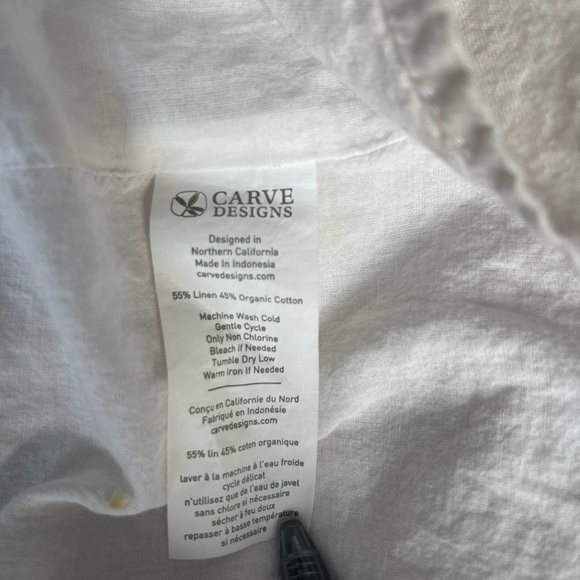 CARVE
DESIGNS
Designed in
Northern California
Made in Indonesia
carvedesigns.com
55% Linen 45% Organic Cotton
Machine Wash Cold
Gentle Cycle
Only Non Chlorine
Bleach If Needed
Tumble Dry Low
Warm Iron If Needed
Conçu en Californie du Nord
Fabriqué en Indonésie
carvedesigns.com
55% lin 45% coton organique
laver à la machine à l'eau froide
cycle délicat
n'utilisez que de l'eau de javel
sans chlore si nécessaire
sécher à feu doux
repasser à basse température
si nécessaire